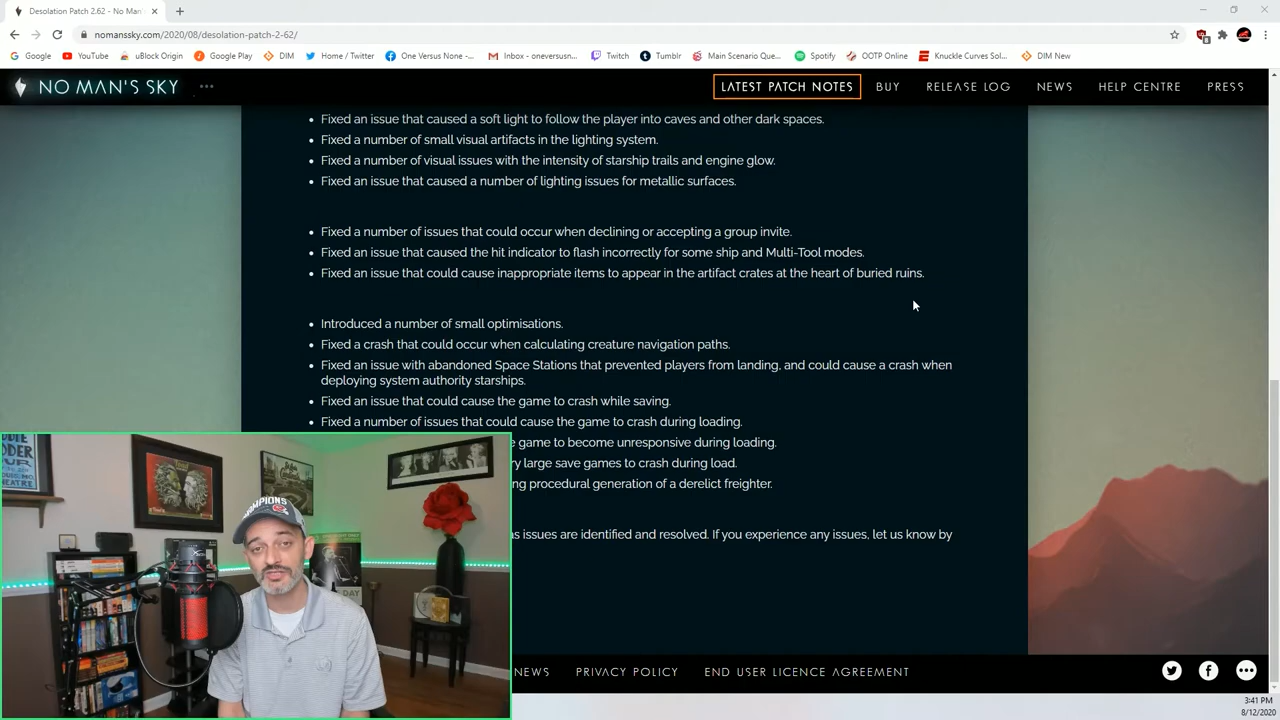 Desolation Patch 2.62 - No Man's
nomanssky.com/2020/08/desolation-patch-2-62/
Google YouTube uBlock Origin Google Play DIM Home / Twitter One Versus None -... Inbox - oneversusn... Twitch Tumblr Main Scenario Que... Spotify OOTP Online Knuckle Curves Sol... DIM New
NO MAN'S SKY
LATEST PATCH NOTES BUY RELEASE LOG NEWS HELP CENTRE PRESS
• Fixed an issue that caused a soft light to follow the player into caves and other dark spaces.
• Fixed a number of small visual artifacts in the lighting system.
• Fixed a number of visual issues with the intensity of starship trails and engine glow.
• Fixed an issue that caused a number of lighting issues for metallic surfaces.
• Fixed a number of issues that could occur when declining or accepting a group invite.
• Fixed an issue that caused the hit indicator to flash incorrectly for some ship and Multi-Tool modes.
• Fixed an issue that could cause inappropriate items to appear in the artifact crates at the heart of buried ruins.
• Introduced a number of small optimisations.
• Fixed a crash that could occur when calculating creature navigation paths.
• Fixed an issue with abandoned Space Stations that prevented players from landing, and could cause a crash when
deploying system authority starships.
• Fixed an issue that could cause the game to crash while saving.
• Fixed a number of issues that could cause the game to crash during loading.
game to become unresponsive during loading.
ry large save games to crash during load.
ng procedural generation of a derelict freighter.
as issues are identified and resolved. If you experience any issues, let us know by
CHAMPIONS
NEWS PRIVACY POLICY END USER LICENCE AGREEMENT
3:41 PM
8/12/2020